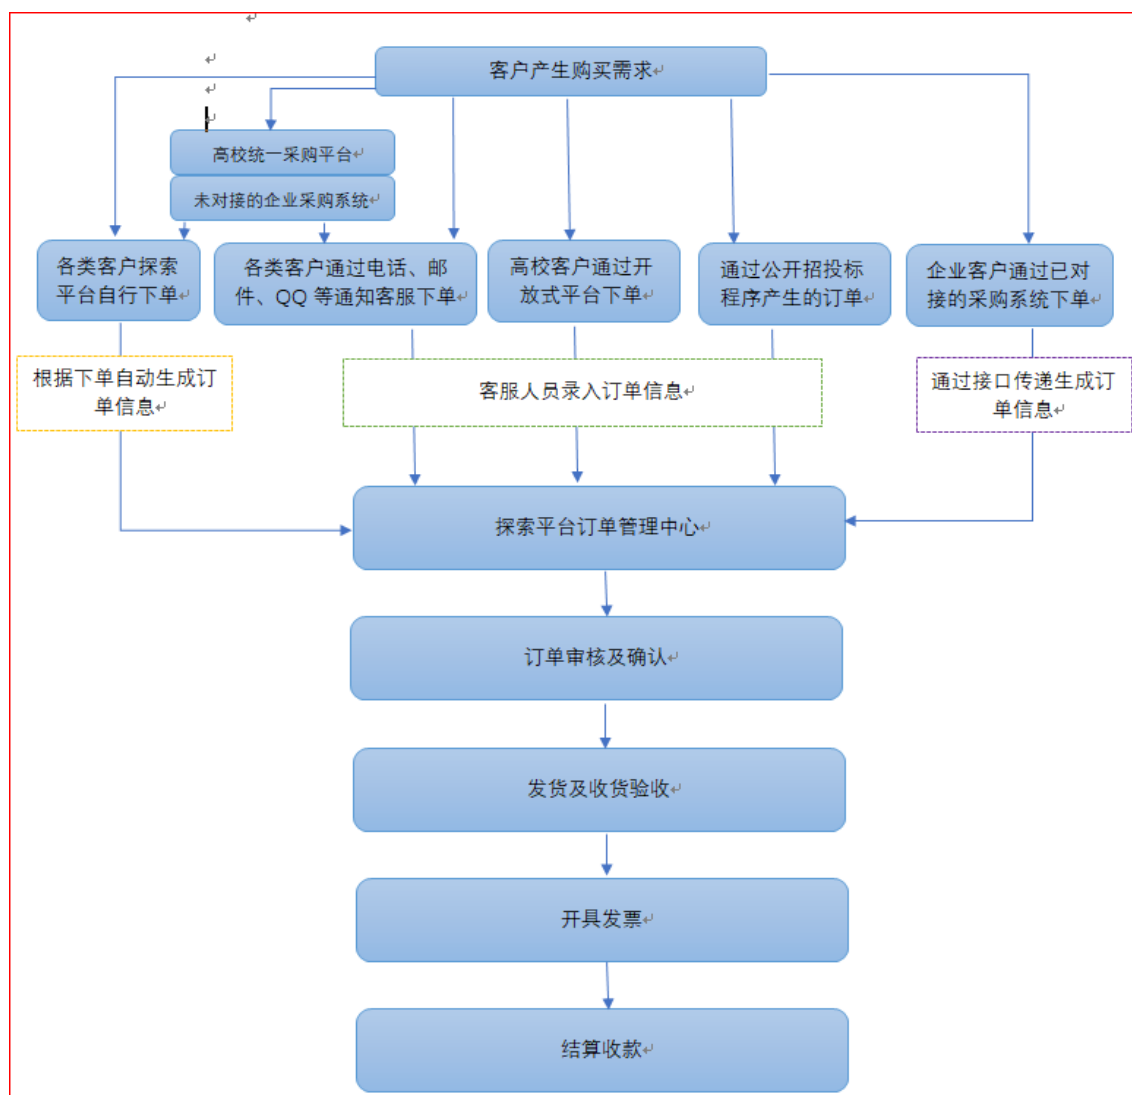 客户产生购买需求
高校统一采购平台
未对接的企业采购系统
各类客户探索
平台自行下单
各类客户通过电话、邮
件、QQ 等通知客服下单
高校客户通过开
放式平台下单
通过公开招投标
程序产生的订单
企业客户通过已对
接的采购系统下单
根据下单自动生成订
单信息
客服人员录入订单信息
通过接口传递生成订
单信息
探索平台订单管理中心
订单审核及确认
发货及收货验收
开具发票
结算收款